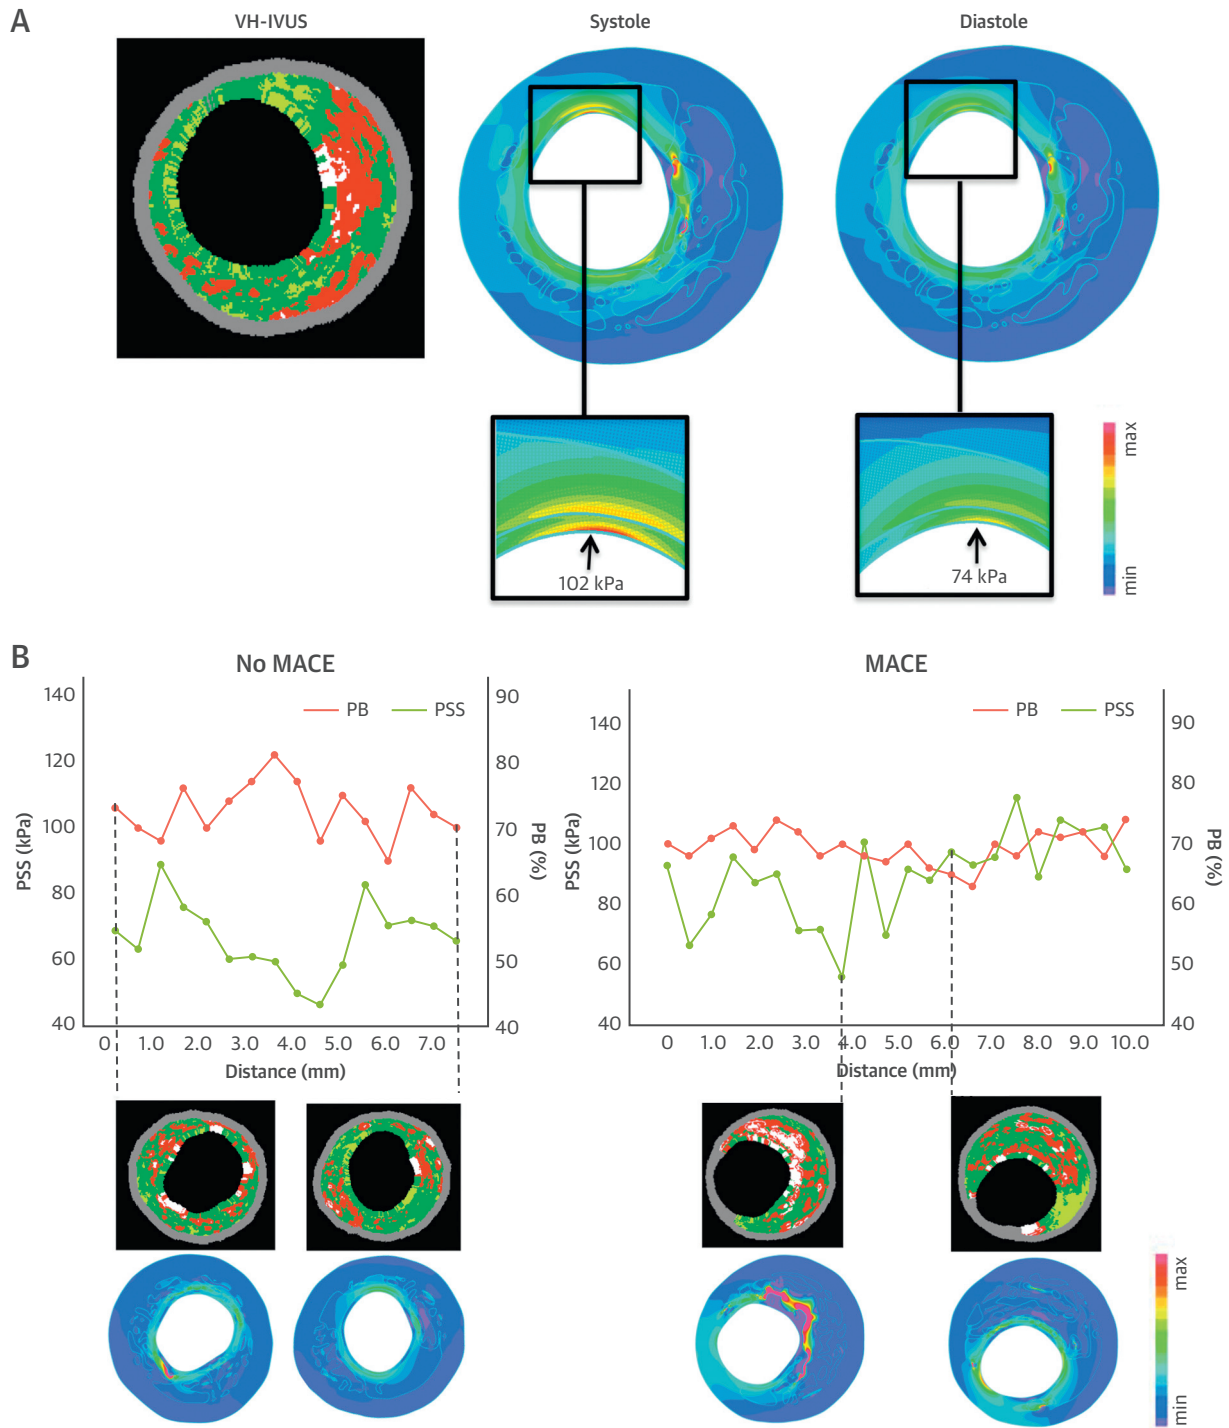 A
VH-IVUS
Systole
Diastole
102 kPa
74 kPa
max
min
B
No MACE
PB
PSS
PSS (kPa)
140
120
100
80
60
40
PB (%)
90
80
70
60
50
40
0 1.0 2.0 3.0 4.0 5.0 6.0 7.0
Distance (mm)
MACE
PB
PSS
PSS (kPa)
140
120
100
80
60
40
PB (%)
90
80
70
60
50
40
0 1.0 2.0 3.0 4.0 5.0 6.0 7.0 8.0 9.0 10.0
Distance (mm)
max
min